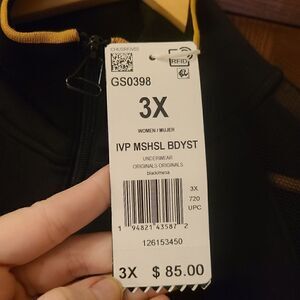 GS0398
RFID
3X
WOMEN / MUJER
IVP MSHSL BDYST
UNDERWEAR
ORIGINALS ORIGINALS
black/mesa
3X
720
UPC
1 94821 43587 2
126153450
3X $ 85.00